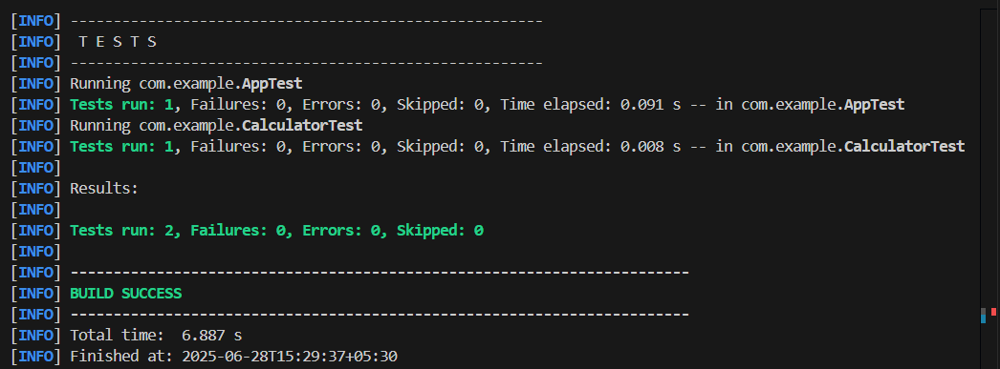 [INFO] -------------------------------------------------------
[INFO]  T E S T S
[INFO] -------------------------------------------------------
[INFO] Running com.example.AppTest
[INFO] Tests run: 1, Failures: 0, Errors: 0, Skipped: 0, Time elapsed: 0.091 s -- in com.example.AppTest
[INFO] Running com.example.CalculatorTest
[INFO] Tests run: 1, Failures: 0, Errors: 0, Skipped: 0, Time elapsed: 0.008 s -- in com.example.CalculatorTest
[INFO]
[INFO] Results:
[INFO]
[INFO] Tests run: 2, Failures: 0, Errors: 0, Skipped: 0
[INFO]
[INFO] ------------------------------------------------------------------------
[INFO] BUILD SUCCESS
[INFO] ------------------------------------------------------------------------
[INFO] Total time:  6.887 s
[INFO] Finished at: 2025-06-28T15:29:37+05:30